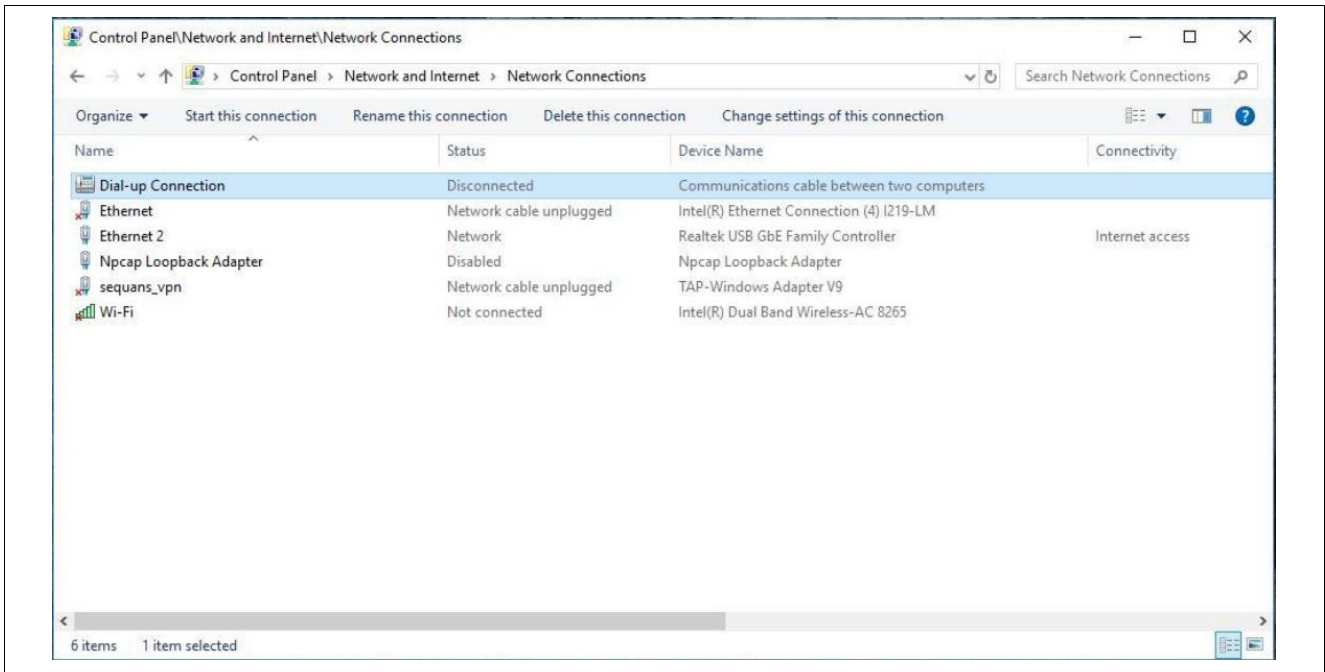 Control Panel\Network and Internet\Network Connections
Control Panel > Network and Internet > Network Connections
Search Network Connections
Organize Start this connection Rename this connection Delete this connection Change settings of this connection
Name Status Device Name Connectivity
Dial-up Connection Disconnected Communications cable between two computers
Ethernet Network cable unplugged Intel(R) Ethernet Connection (4) I219-LM
Ethernet 2 Network Realtek USB GbE Family Controller Internet access
Npcap Loopback Adapter Disabled Npcap Loopback Adapter
sequans_vpn Network cable unplugged TAP-Windows Adapter V9
Wi-Fi Not connected Intel(R) Dual Band Wireless-AC 8265
6 items 1 item selected